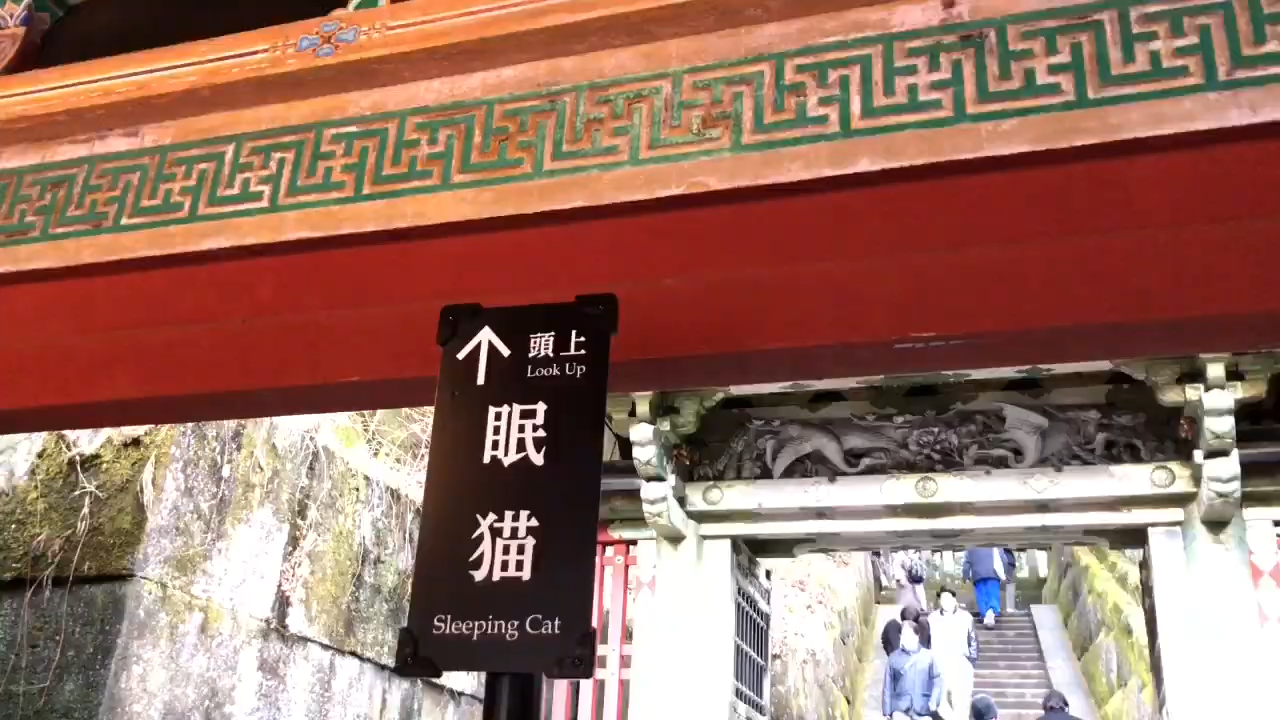 頭上
Look Up
眠
猫
Sleeping Cat